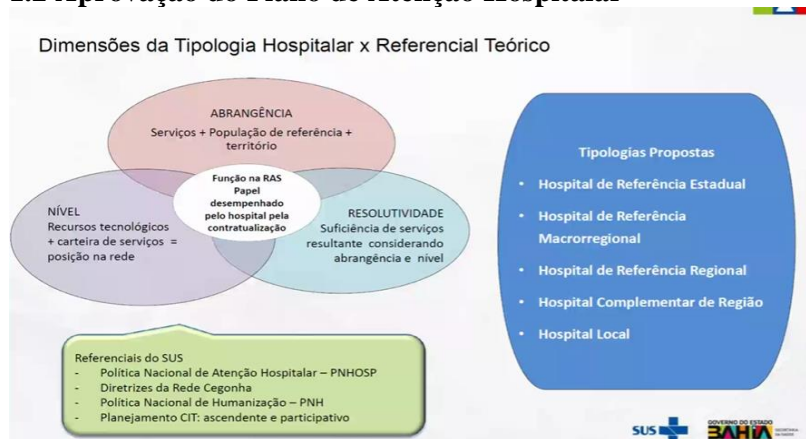 Dimensões da Tipologia Hospitalar x Referencial Teórico
ABRANGÊNCIA
Serviços + População de referência +
território
Função na RAS
Papel
desempenhado
pelo hospital pela
contratualização
NÍVEL
Recursos tecnológicos
+ carteira de serviços =
posição na rede
RESOLUTIVIDADE
Suficiência de serviços
resultante considerando
abrangência e nível
Tipologias Propostas
• Hospital de Referência Estadual
• Hospital de Referência
Macrorregional
• Hospital de Referência Regional
• Hospital Complementar de Região
• Hospital Local
Referenciais do SUS
- Política Nacional de Atenção Hospitalar – PNHOSP
- Diretrizes da Rede Cegonha
- Política Nacional de Humanização – PNH
- Planejamento CIT: ascendente e participativo
SUS
GOVERNO DO ESTADO
BAHIA